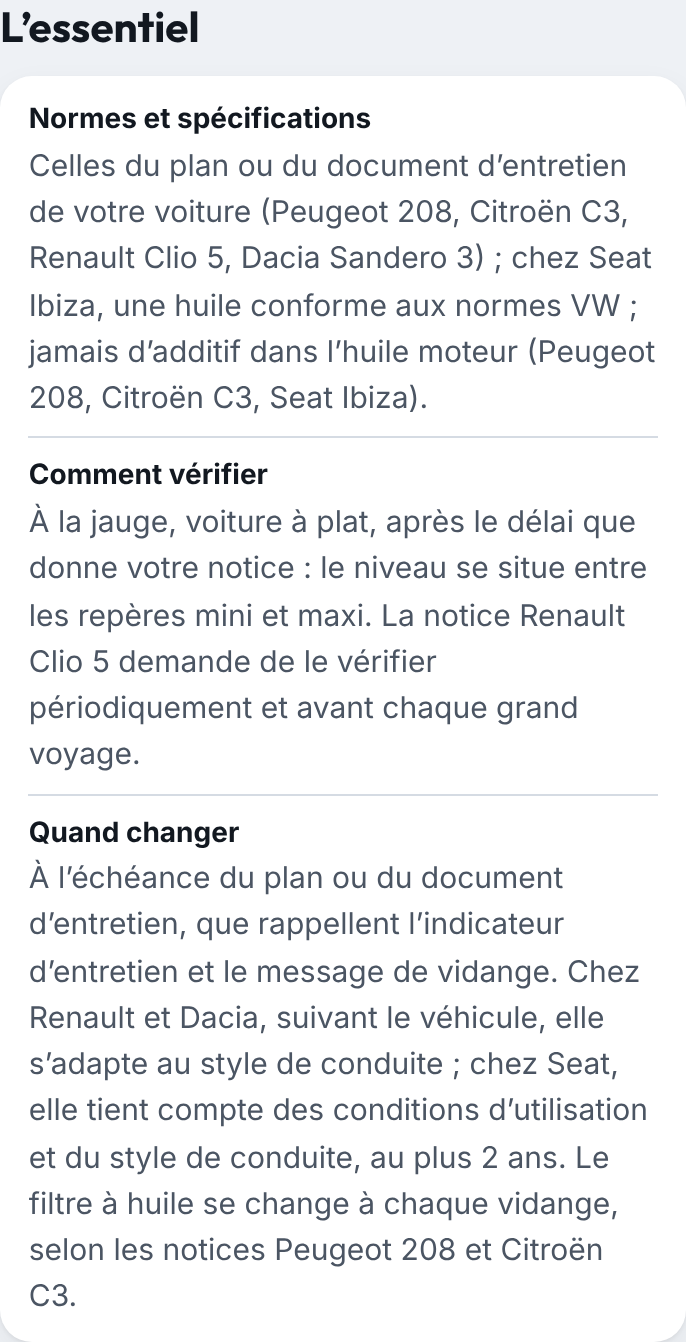 L’essentiel
Normes et spécifications
Celles du plan ou du document d’entretien
de votre voiture (Peugeot 208, Citroën C3,
Renault Clio 5, Dacia Sandero 3) ; chez Seat
Ibiza, une huile conforme aux normes VW ;
jamais d’additif dans l’huile moteur (Peugeot
208, Citroën C3, Seat Ibiza).
Comment vérifier
À la jauge, voiture à plat, après le délai que
donne votre notice : le niveau se situe entre
les repères mini et maxi. La notice Renault
Clio 5 demande de le vérifier
périodiquement et avant chaque grand
voyage.
Quand changer
À l’échéance du plan ou du document
d’entretien, que rappellent l’indicateur
d’entretien et le message de vidange. Chez
Renault et Dacia, suivant le véhicule, elle
s’adapte au style de conduite ; chez Seat,
elle tient compte des conditions d’utilisation
et du style de conduite, au plus 2 ans. Le
filtre à huile se change à chaque vidange,
selon les notices Peugeot 208 et Citroën
C3.